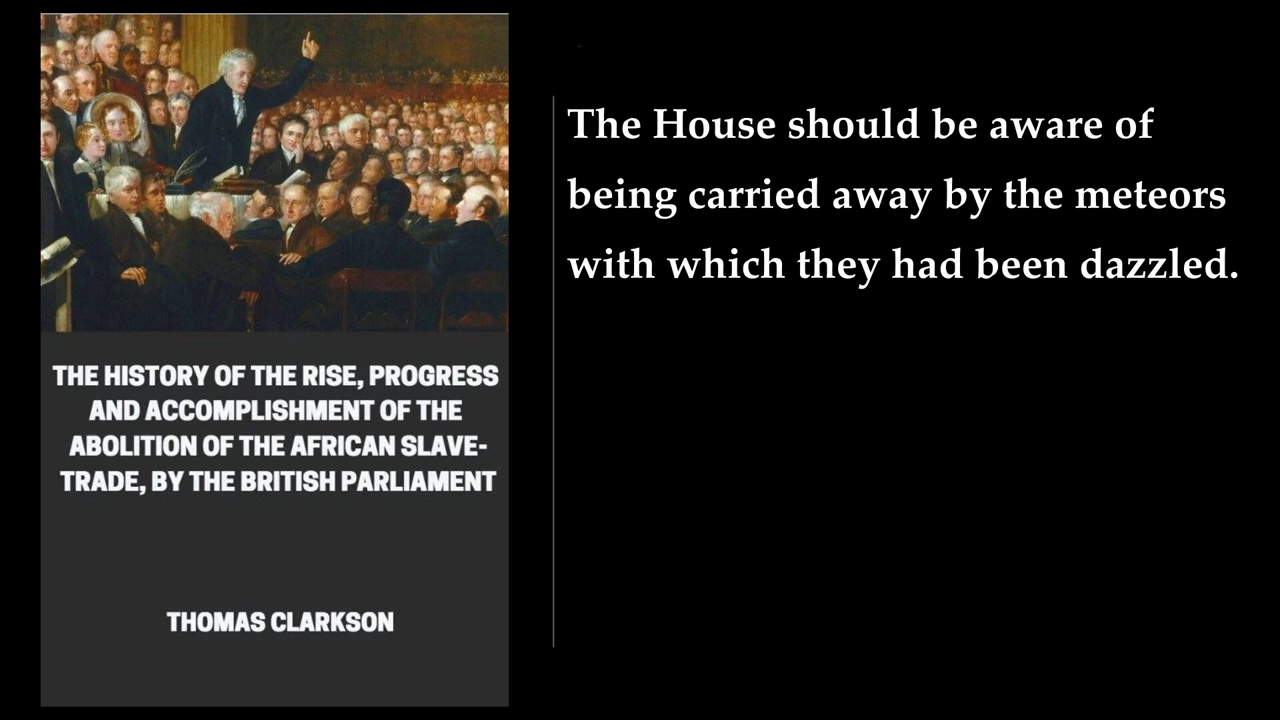 THE HISTORY OF THE RISE, PROGRESS
AND ACCOMPLISHMENT OF THE
ABOLITION OF THE AFRICAN SLAVE-
TRADE, BY THE BRITISH PARLIAMENT
THOMAS CLARKSON
The House should be aware of
being carried away by the meteors
with which they had been dazzled.